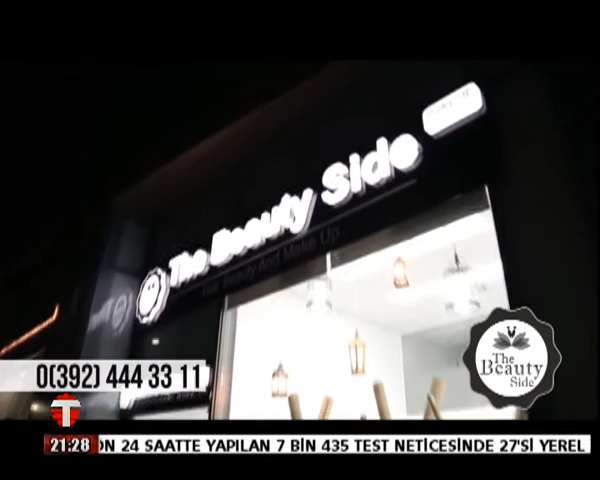 The Beauty Side
Hair Beauty And Make Up
The
Beauty
Side
0(392) 444 33 11
T
21:28 ON 24 SAATTE YAPILAN 7 BİN 435 TEST NETİCESİNDE 27'Sİ YEREL